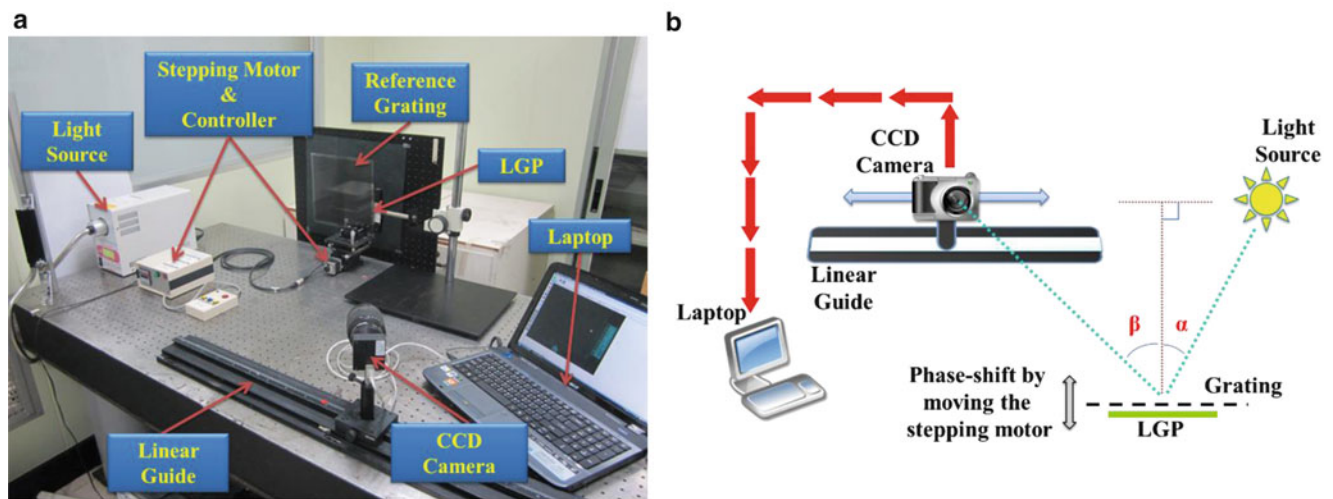 a
Stepping Motor
&
Controller
Reference
Grating
Light
Source
LGP
Laptop
Linear
Guide
CCD
Camera
b
CCD
Camera
Light
Source
Linear
Guide
Laptop
β
α
Phase-shift by
moving the
stepping motor
Grating
LGP